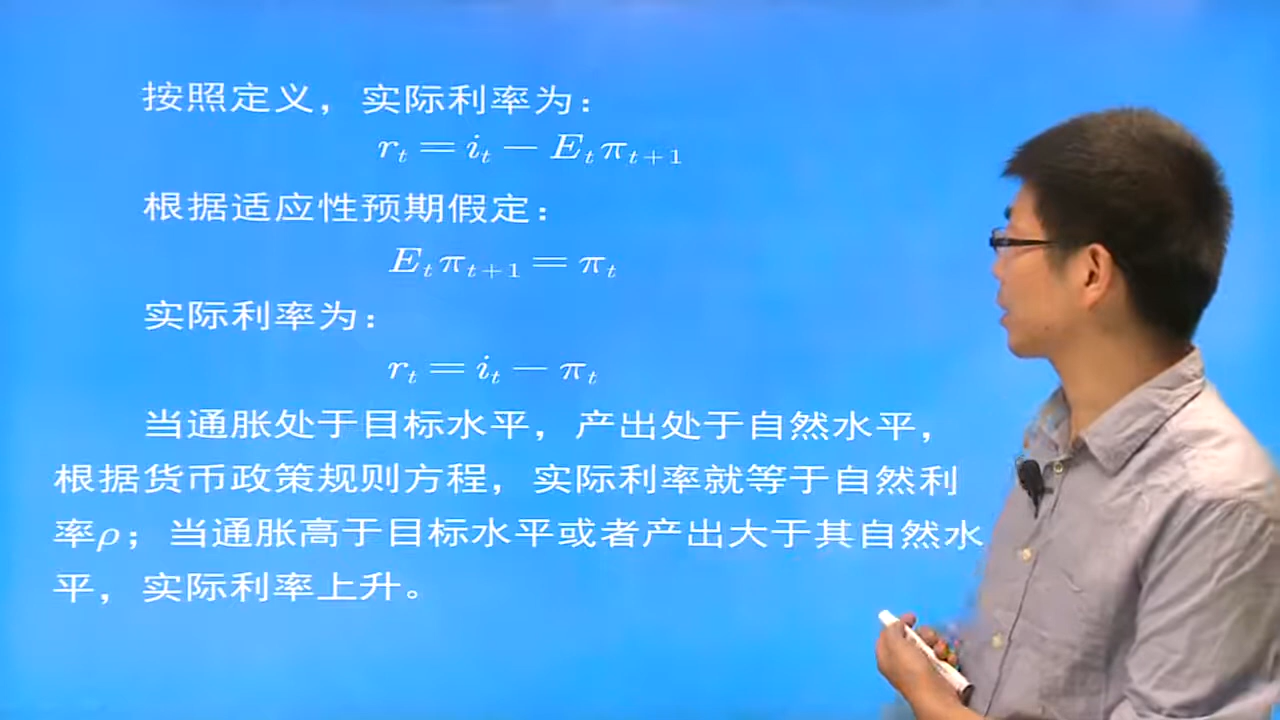 按照定义，实际利率为：
r_t = i_t − E_t π_{t+1}
根据适应性预期假定：
E_t π_{t+1} = π_t
实际利率为：
r_t = i_t − π_t
当通胀处于目标水平，产出处于自然水平，
根据货币政策规则方程，实际利率就等于自然利
率ρ；当通胀高于目标水平或者产出大于其自然水
平，实际利率上升。